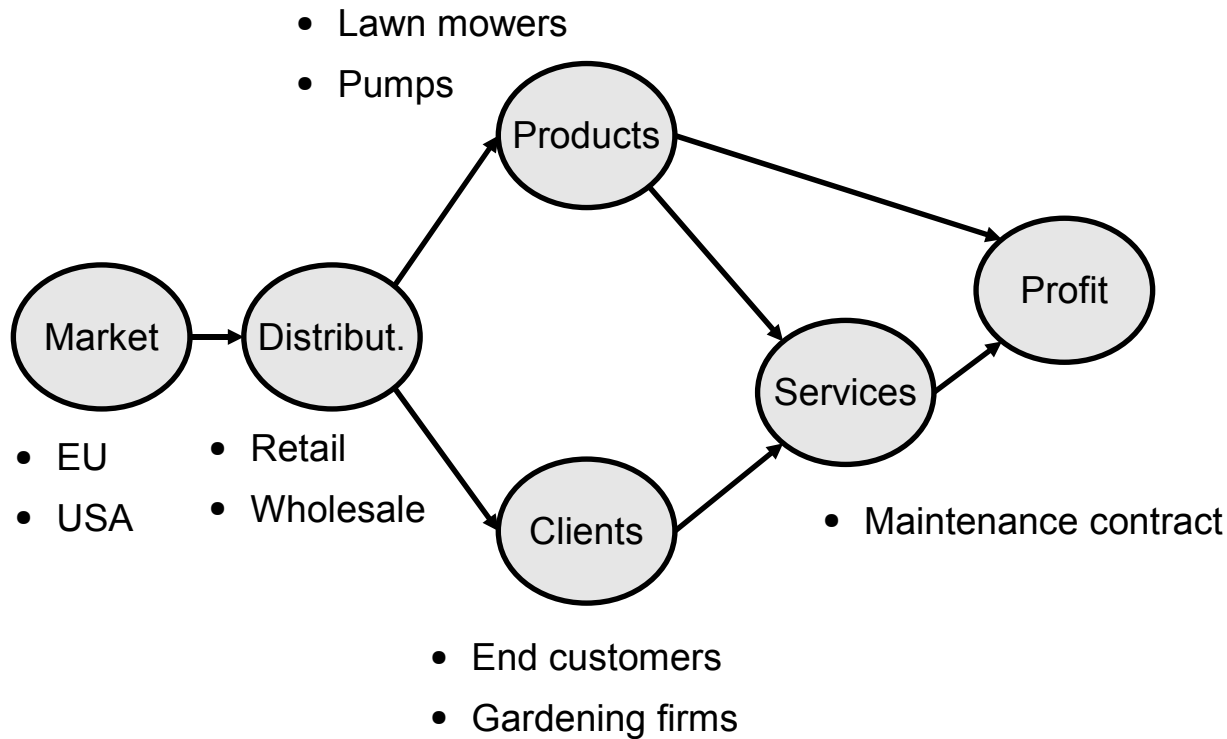 • Lawn mowers
• Pumps
Products
Profit
Market
Distribut.
Services
• EU
• USA
• Retail
• Wholesale
Clients
• Maintenance contract
• End customers
• Gardening firms